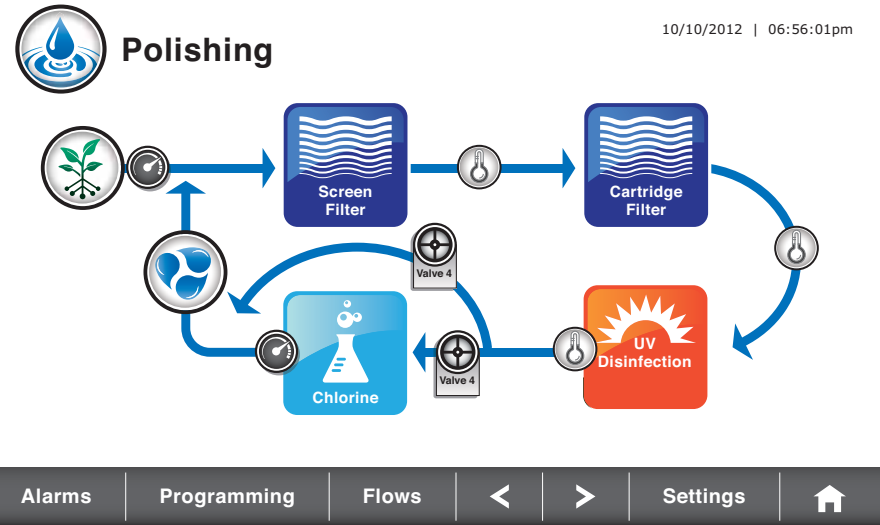 Polishing
10/10/2012 | 06:56:01pm
Screen
Filter
Cartridge
Filter
Valve 4
Valve 4
UV
Disinfection
Chlorine
Alarms
Programming
Flows
<
>
Settings